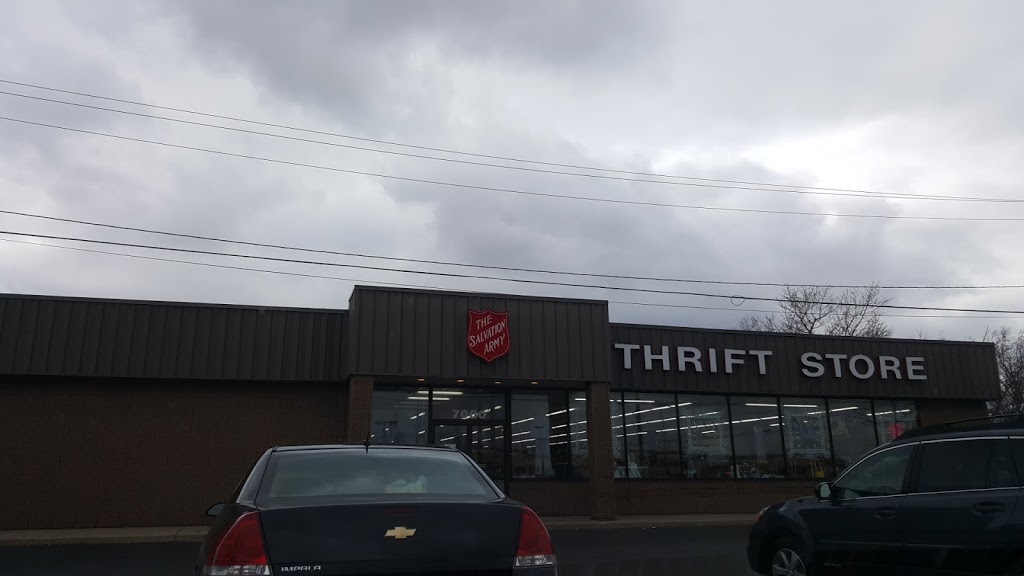 THE
SALVATION
ARMY
THRIFT STORE
IMPALA